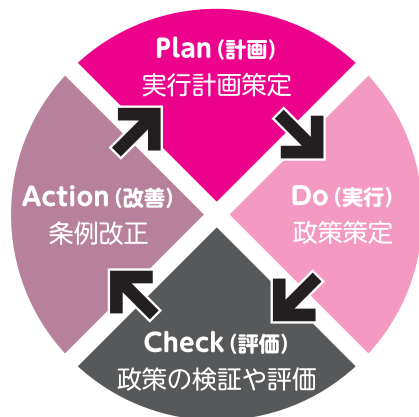 Plan（計画）
実行計画策定
Do（実行）
政策策定
Check（評価）
政策の検証や評価
Action（改善）
条例改正